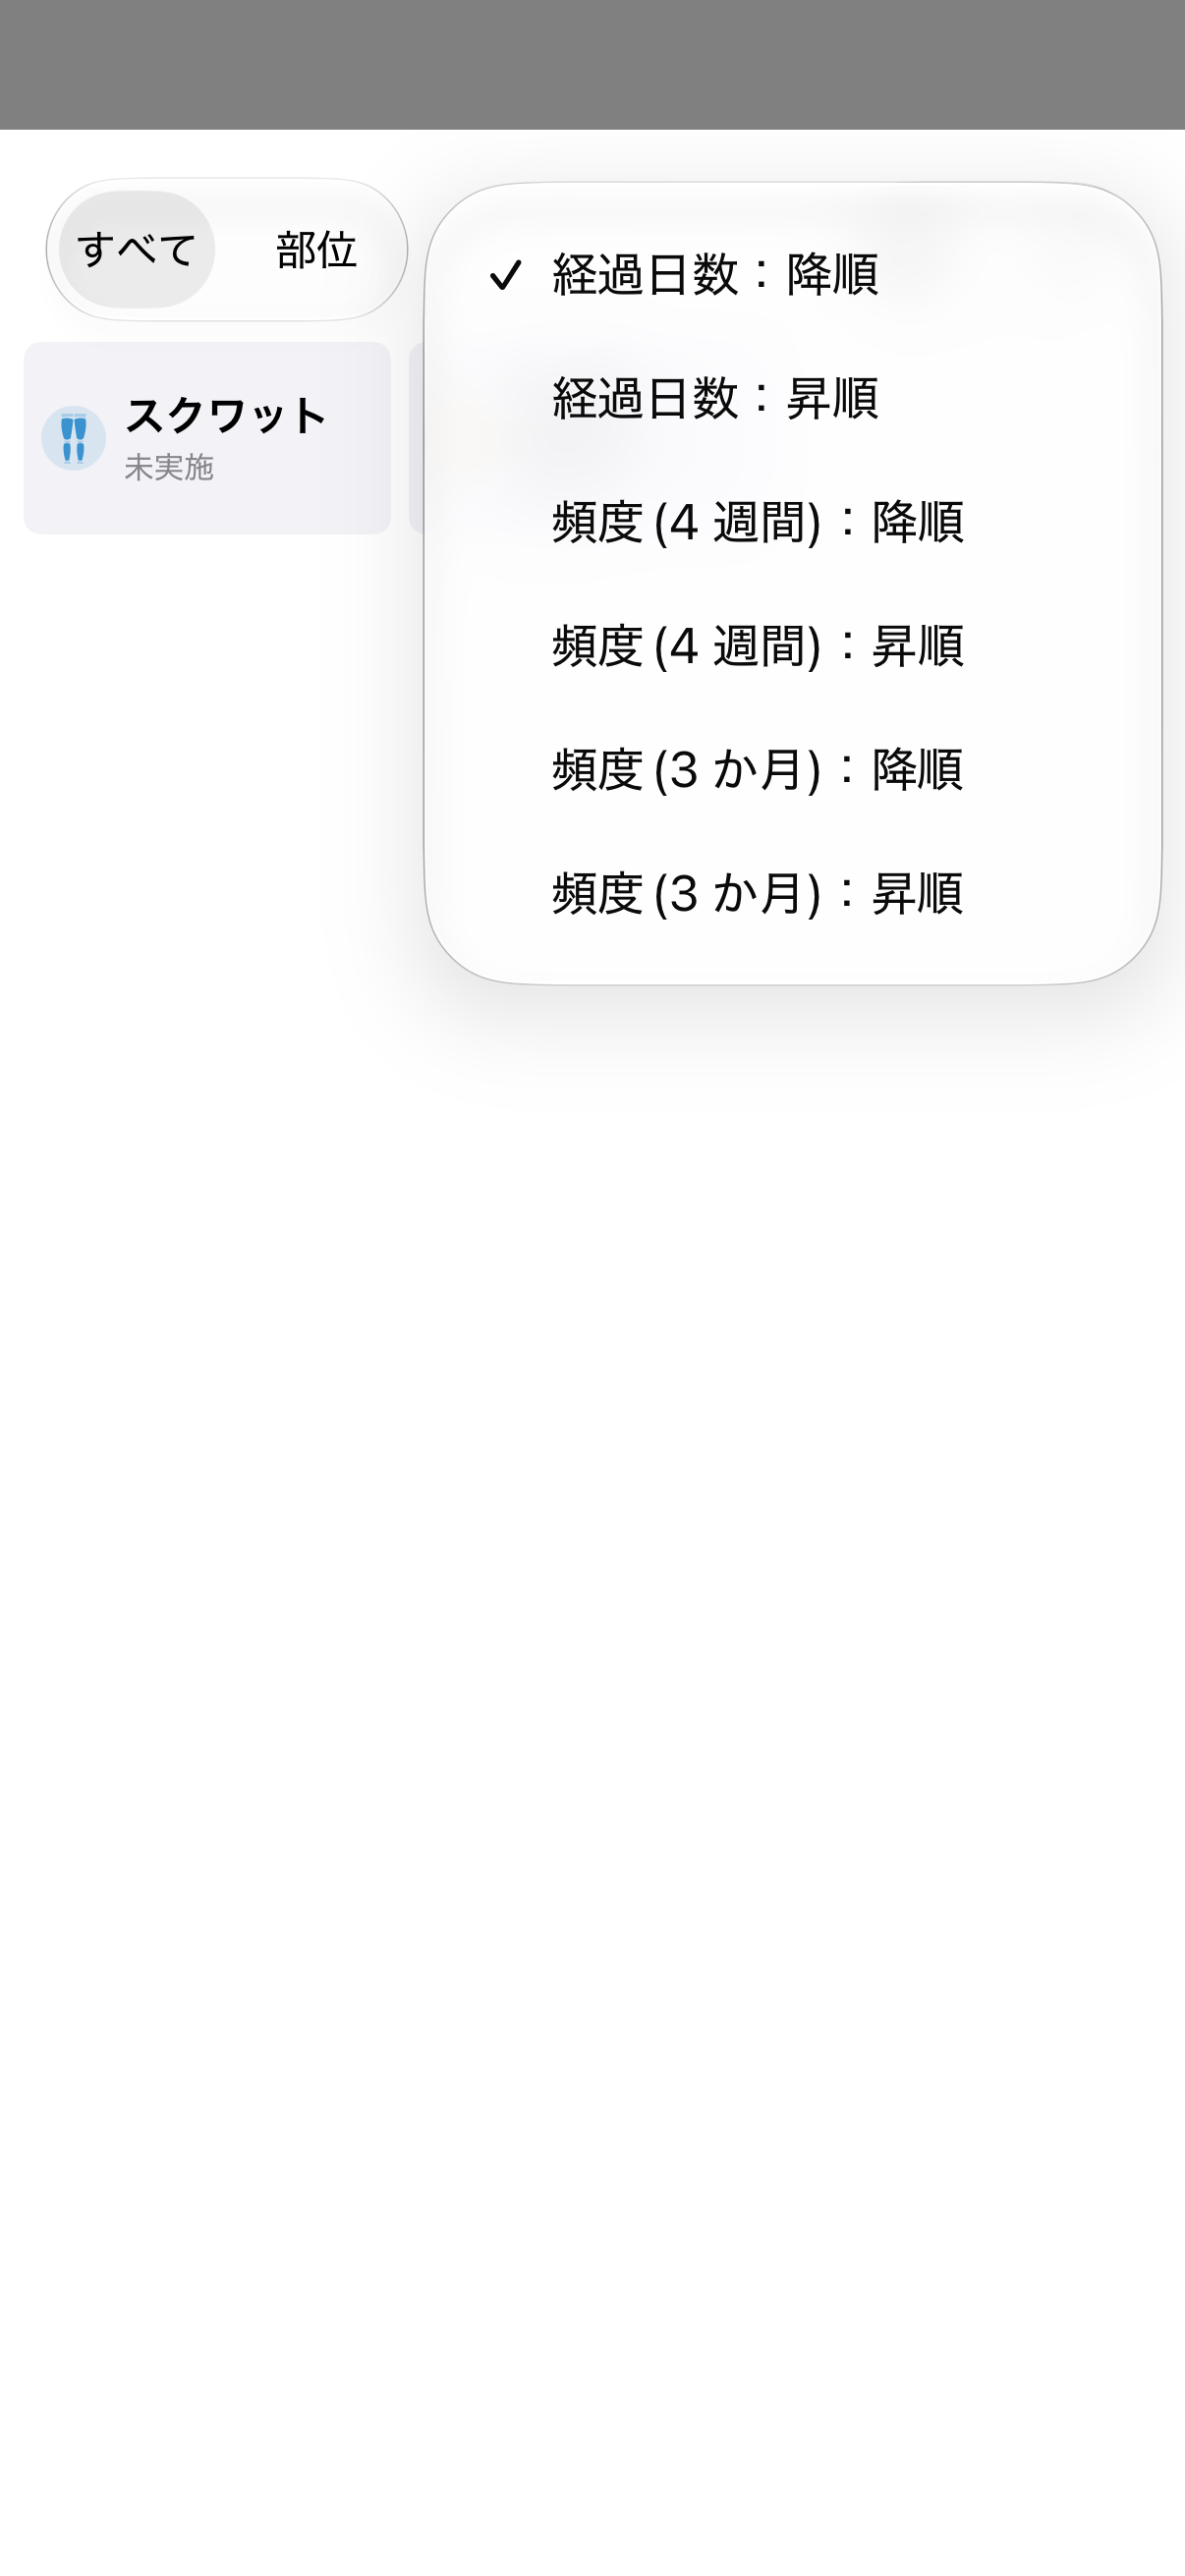 すべて
部位
経過日数：降順
経過日数：昇順
頻度 (4 週間)：降順
頻度 (4 週間)：昇順
頻度 (3 か月)：降順
頻度 (3 か月)：昇順
スクワット
未実施